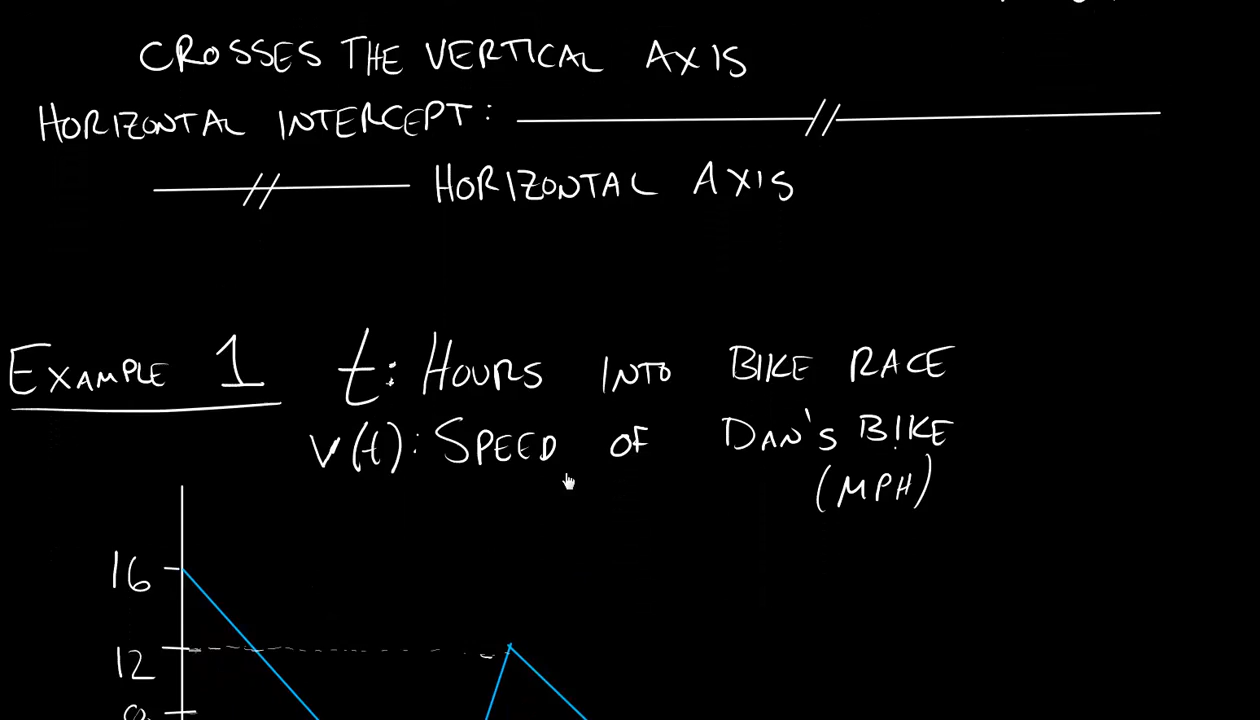 CROSSES THE VERTICAL AXIS
HORIZONTAL INTERCEPT: //
// HORIZONTAL AXIS
EXAMPLE 1 t: HOURS INTO BIKE RACE
v(t): SPEED OF DAN'S BIKE
(MPH)
16
12